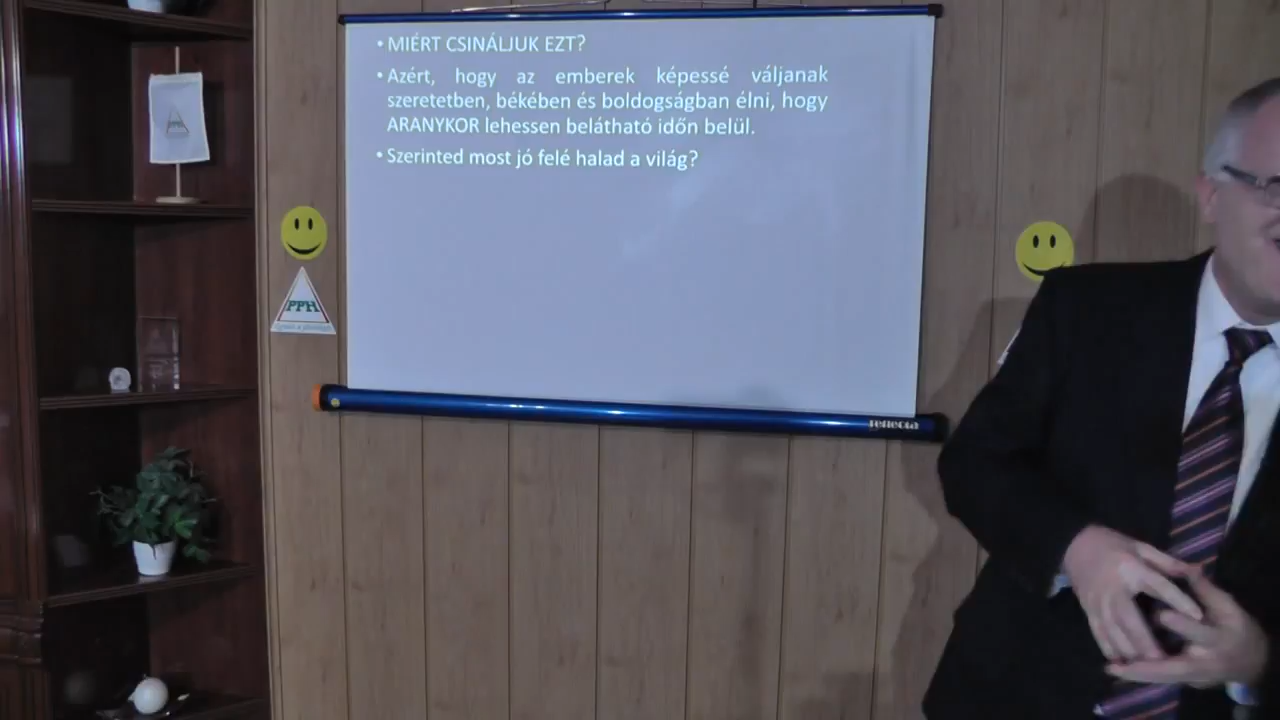 • MIÉRT CSINÁLJUK EZT?
• Azért, hogy az emberek képessé váljanak
szeretetben, békében és boldogságban élni, hogy
ARANYKOR lehessen belátható időn belül.
• Szerinted most jó felé halad a világ?
PPH
reflecta